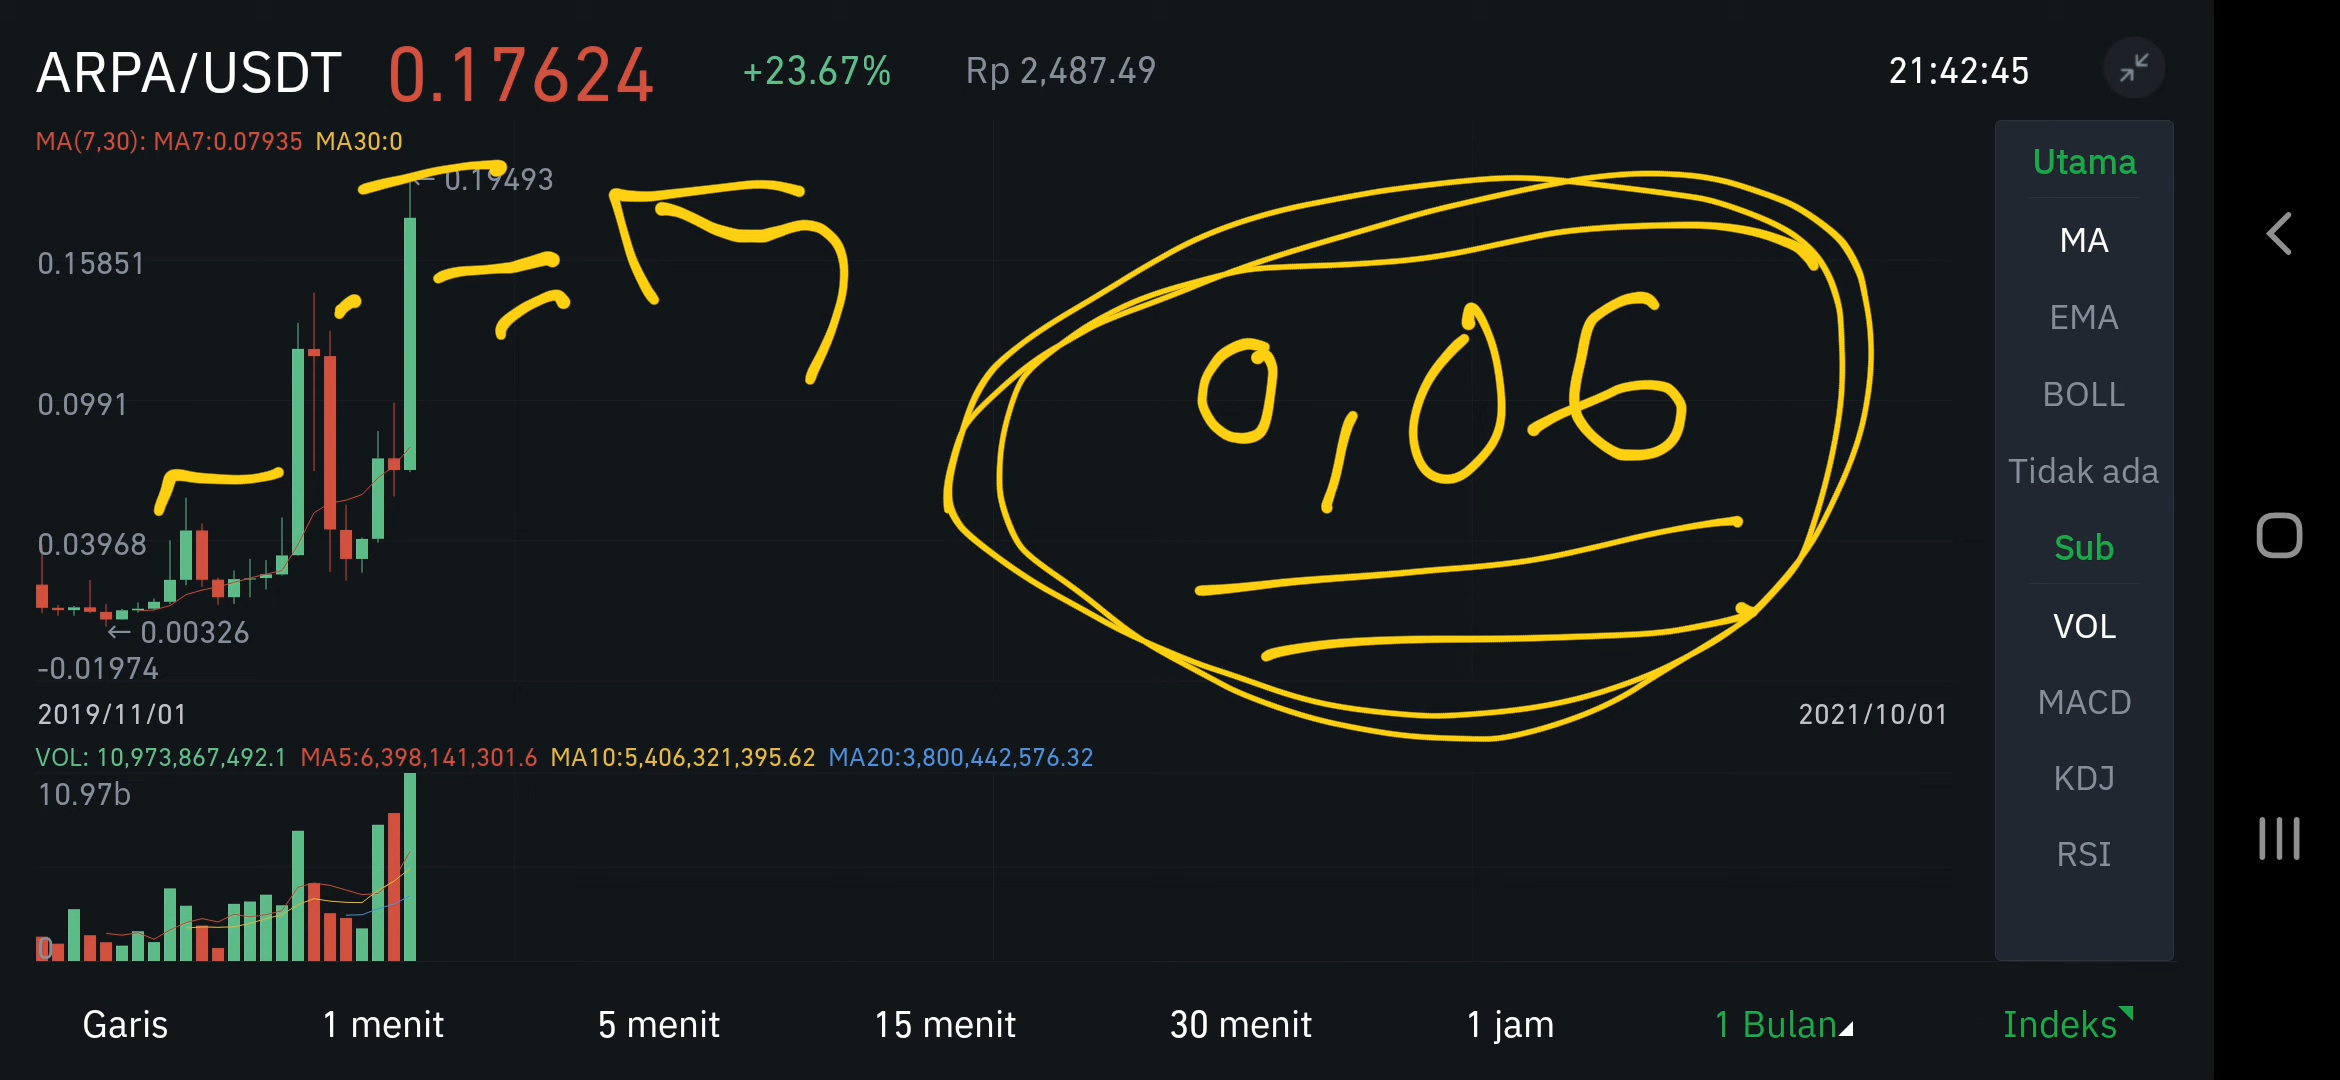 ARPA/USDT 0.17624 +23.67% Rp 2,487.49 21:42:45
MA(7,30): MA7:0.07935 MA30:0
← 0.19493
0.15851
0.0991
0.03968
← 0.00326
-0.01974
0,06
2019/11/01 2021/10/01
VOL: 10,973,867,492.1 MA5:6,398,141,301.6 MA10:5,406,321,395.62 MA20:3,800,442,576.32
10.97b
0
Utama
MA
EMA
BOLL
Tidak ada
Sub
VOL
MACD
KDJ
RSI
Garis 1 menit 5 menit 15 menit 30 menit 1 jam 1 Bulan Indeks